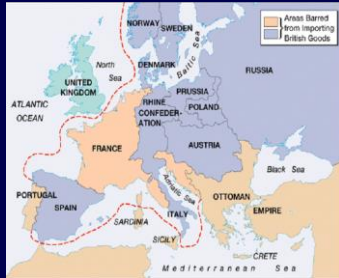 Areas Barred
from Importing
British Goods
NORWAY
SWEDEN
North
Sea
Baltic Sea
DENMARK
RUSSIA
UNITED
KINGDOM
PRUSSIA
ATLANTIC
OCEAN
RHINE
CONFEDER-
ATION
POLAND
FRANCE
AUSTRIA
Black Sea
PORTUGAL
SPAIN
Adriatic Sea
ITALY
OTTOMAN
EMPIRE
SARDINIA
SICILY
CRETE
Mediterranean Sea